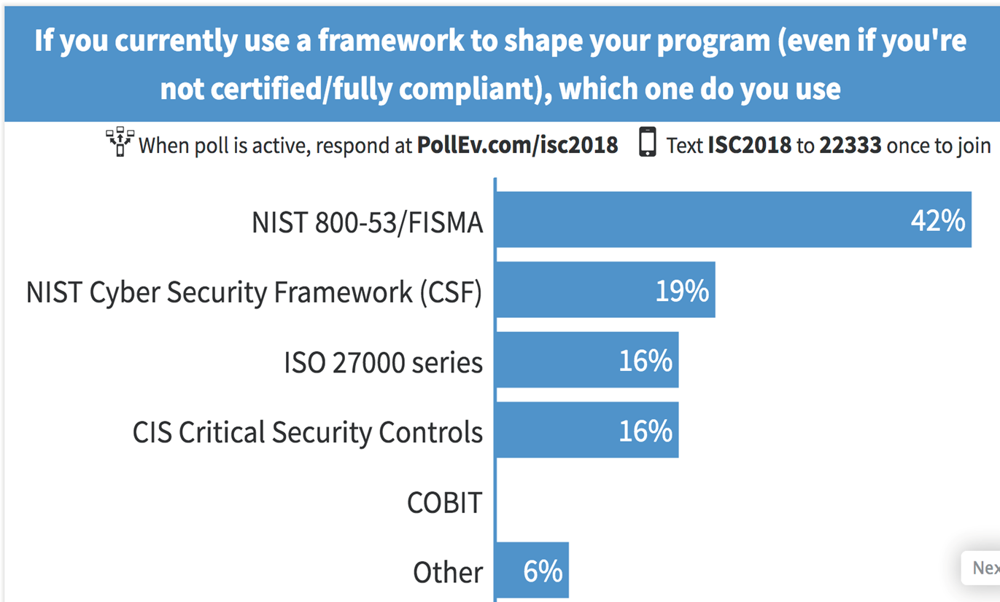 If you currently use a framework to shape your program (even if you're
not certified/fully compliant), which one do you use
When poll is active, respond at PollEv.com/isc2018 Text ISC2018 to 22333 once to join
NIST 800-53/FISMA 42%
NIST Cyber Security Framework (CSF) 19%
ISO 27000 series 16%
CIS Critical Security Controls 16%
COBIT
Other 6%